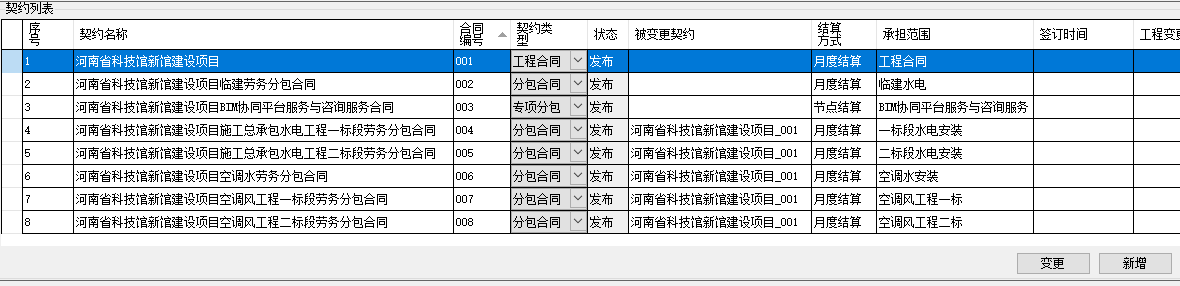 契约列表
序号 契约名称 合同编号 契约类型 状态 被变更契约 结算方式 承担范围 签订时间 工程变更
1 河南省科技馆新馆建设项目 001 工程合同 发布 月度结算 工程合同
2 河南省科技馆新馆建设项目临建劳务分包合同 002 分包合同 发布 月度结算 临建水电
3 河南省科技馆新馆建设项目BIM协同平台服务与咨询服务合同 003 专项分包 发布 节点结算 BIM协同平台服务与咨询服务
4 河南省科技馆新馆建设项目施工总承包水电工程一标段劳务分包合同 004 分包合同 发布 河南省科技馆新馆建设项目_001 月度结算 一标段水电安装
5 河南省科技馆新馆建设项目施工总承包水电工程二标段劳务分包合同 005 分包合同 发布 河南省科技馆新馆建设项目_001 月度结算 二标段水电安装
6 河南省科技馆新馆建设项目空调水劳务分包合同 006 分包合同 发布 河南省科技馆新馆建设项目_001 月度结算 空调水安装
7 河南省科技馆新馆建设项目空调风工程一标段劳务分包合同 007 分包合同 发布 河南省科技馆新馆建设项目_001 月度结算 空调风工程一标
8 河南省科技馆新馆建设项目空调风工程二标段劳务分包合同 008 分包合同 发布 河南省科技馆新馆建设项目_001 月度结算 空调风工程二标
变更 新增